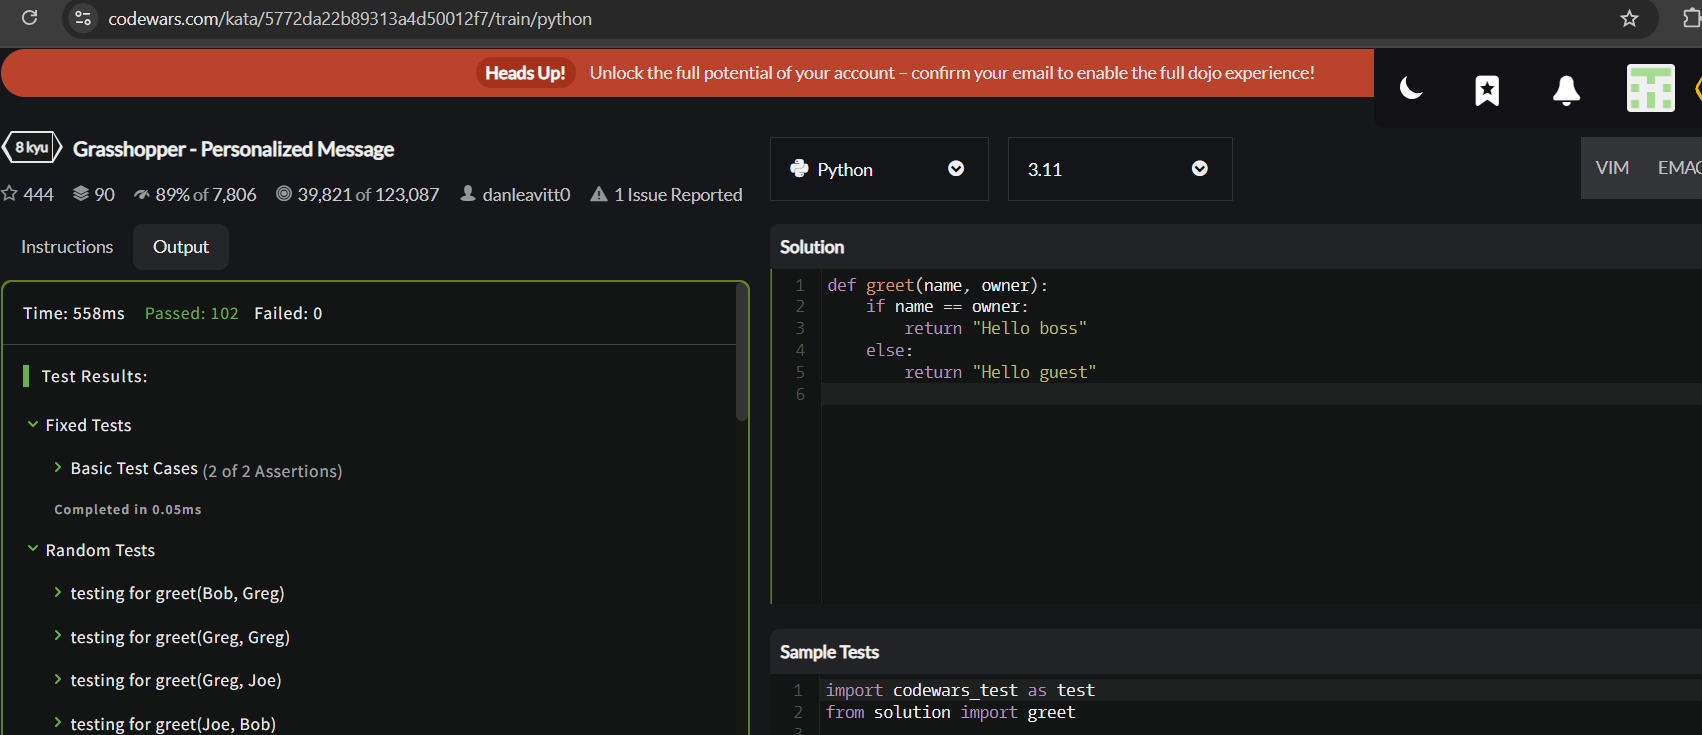 codewars.com/kata/5772da22b89313a4d50012f7/train/python
Heads Up! Unlock the full potential of your account – confirm your email to enable the full dojo experience!
8 kyu Grasshopper - Personalized Message
444 90 89% of 7,806 39,821 of 123,087 danleavitt0 1 Issue Reported
Instructions Output
Time: 558ms Passed: 102 Failed: 0
Test Results:
Fixed Tests
Basic Test Cases (2 of 2 Assertions)
Completed in 0.05ms
Random Tests
testing for greet(Bob, Greg)
testing for greet(Greg, Greg)
testing for greet(Greg, Joe)
testing for greet(Joe, Bob)
Python 3.11 VIM EMAC
Solution
1 def greet(name, owner):
2 if name == owner:
3 return "Hello boss"
4 else:
5 return "Hello guest"
6
Sample Tests
1 import codewars_test as test
2 from solution import greet
3